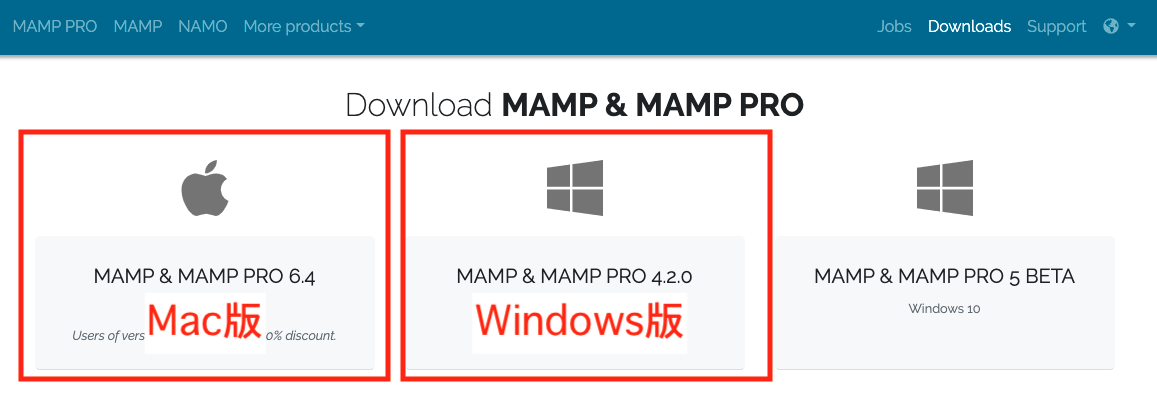 MAMP PRO MAMP NAMO More products Jobs Downloads Support
Download MAMP & MAMP PRO
MAMP & MAMP PRO 6.4
Mac版
Users of vers 0% discount.
MAMP & MAMP PRO 4.2.0
Windows版
MAMP & MAMP PRO 5 BETA
Windows 10